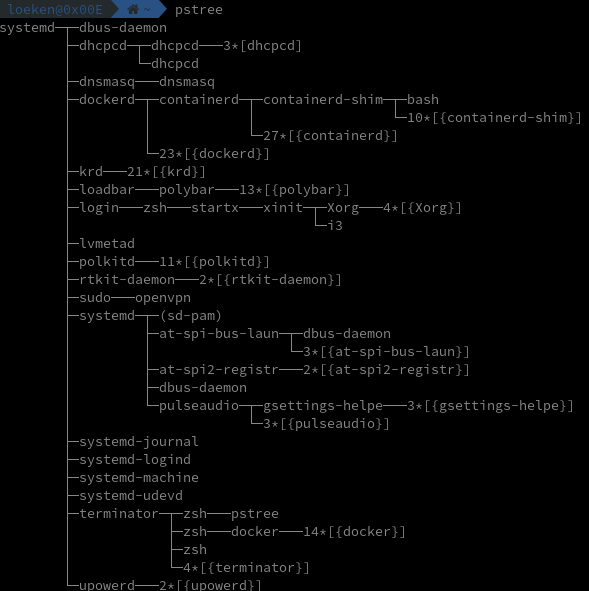 loeken@0x00E ~ pstree
systemd─┬─dbus-daemon
        ├─dhcpcd─┬─dhcpcd───3*[dhcpcd]
        │        └─dhcpcd
        ├─dnsmasq───dnsmasq
        ├─dockerd─┬─containerd─┬─containerd-shim─┬─bash
        │         │            │                 └─10*[{containerd-shim}]
        │         │            └─27*[{containerd}]
        │         └─23*[{dockerd}]
        ├─krd───21*[{krd}]
        ├─loadbar───polybar───13*[{polybar}]
        ├─login───zsh───startx───xinit─┬─Xorg───4*[{Xorg}]
        │                              └─i3
        ├─lvmetad
        ├─polkitd───11*[{polkitd}]
        ├─rtkit-daemon───2*[{rtkit-daemon}]
        ├─sudo───openvpn
        ├─systemd─┬─(sd-pam)
        │         ├─at-spi-bus-laun─┬─dbus-daemon
        │         │                 └─3*[{at-spi-bus-laun}]
        │         ├─at-spi2-registr───2*[{at-spi2-registr}]
        │         ├─dbus-daemon
        │         └─pulseaudio─┬─gsettings-helpe───3*[{gsettings-helpe}]
        │                      └─3*[{pulseaudio}]
        ├─systemd-journal
        ├─systemd-logind
        ├─systemd-machine
        ├─systemd-udevd
        ├─terminator─┬─zsh───pstree
        │            ├─zsh───docker───14*[{docker}]
        │            ├─zsh
        │            └─4*[{terminator}]
        └─upowerd───2*[{upowerd}]